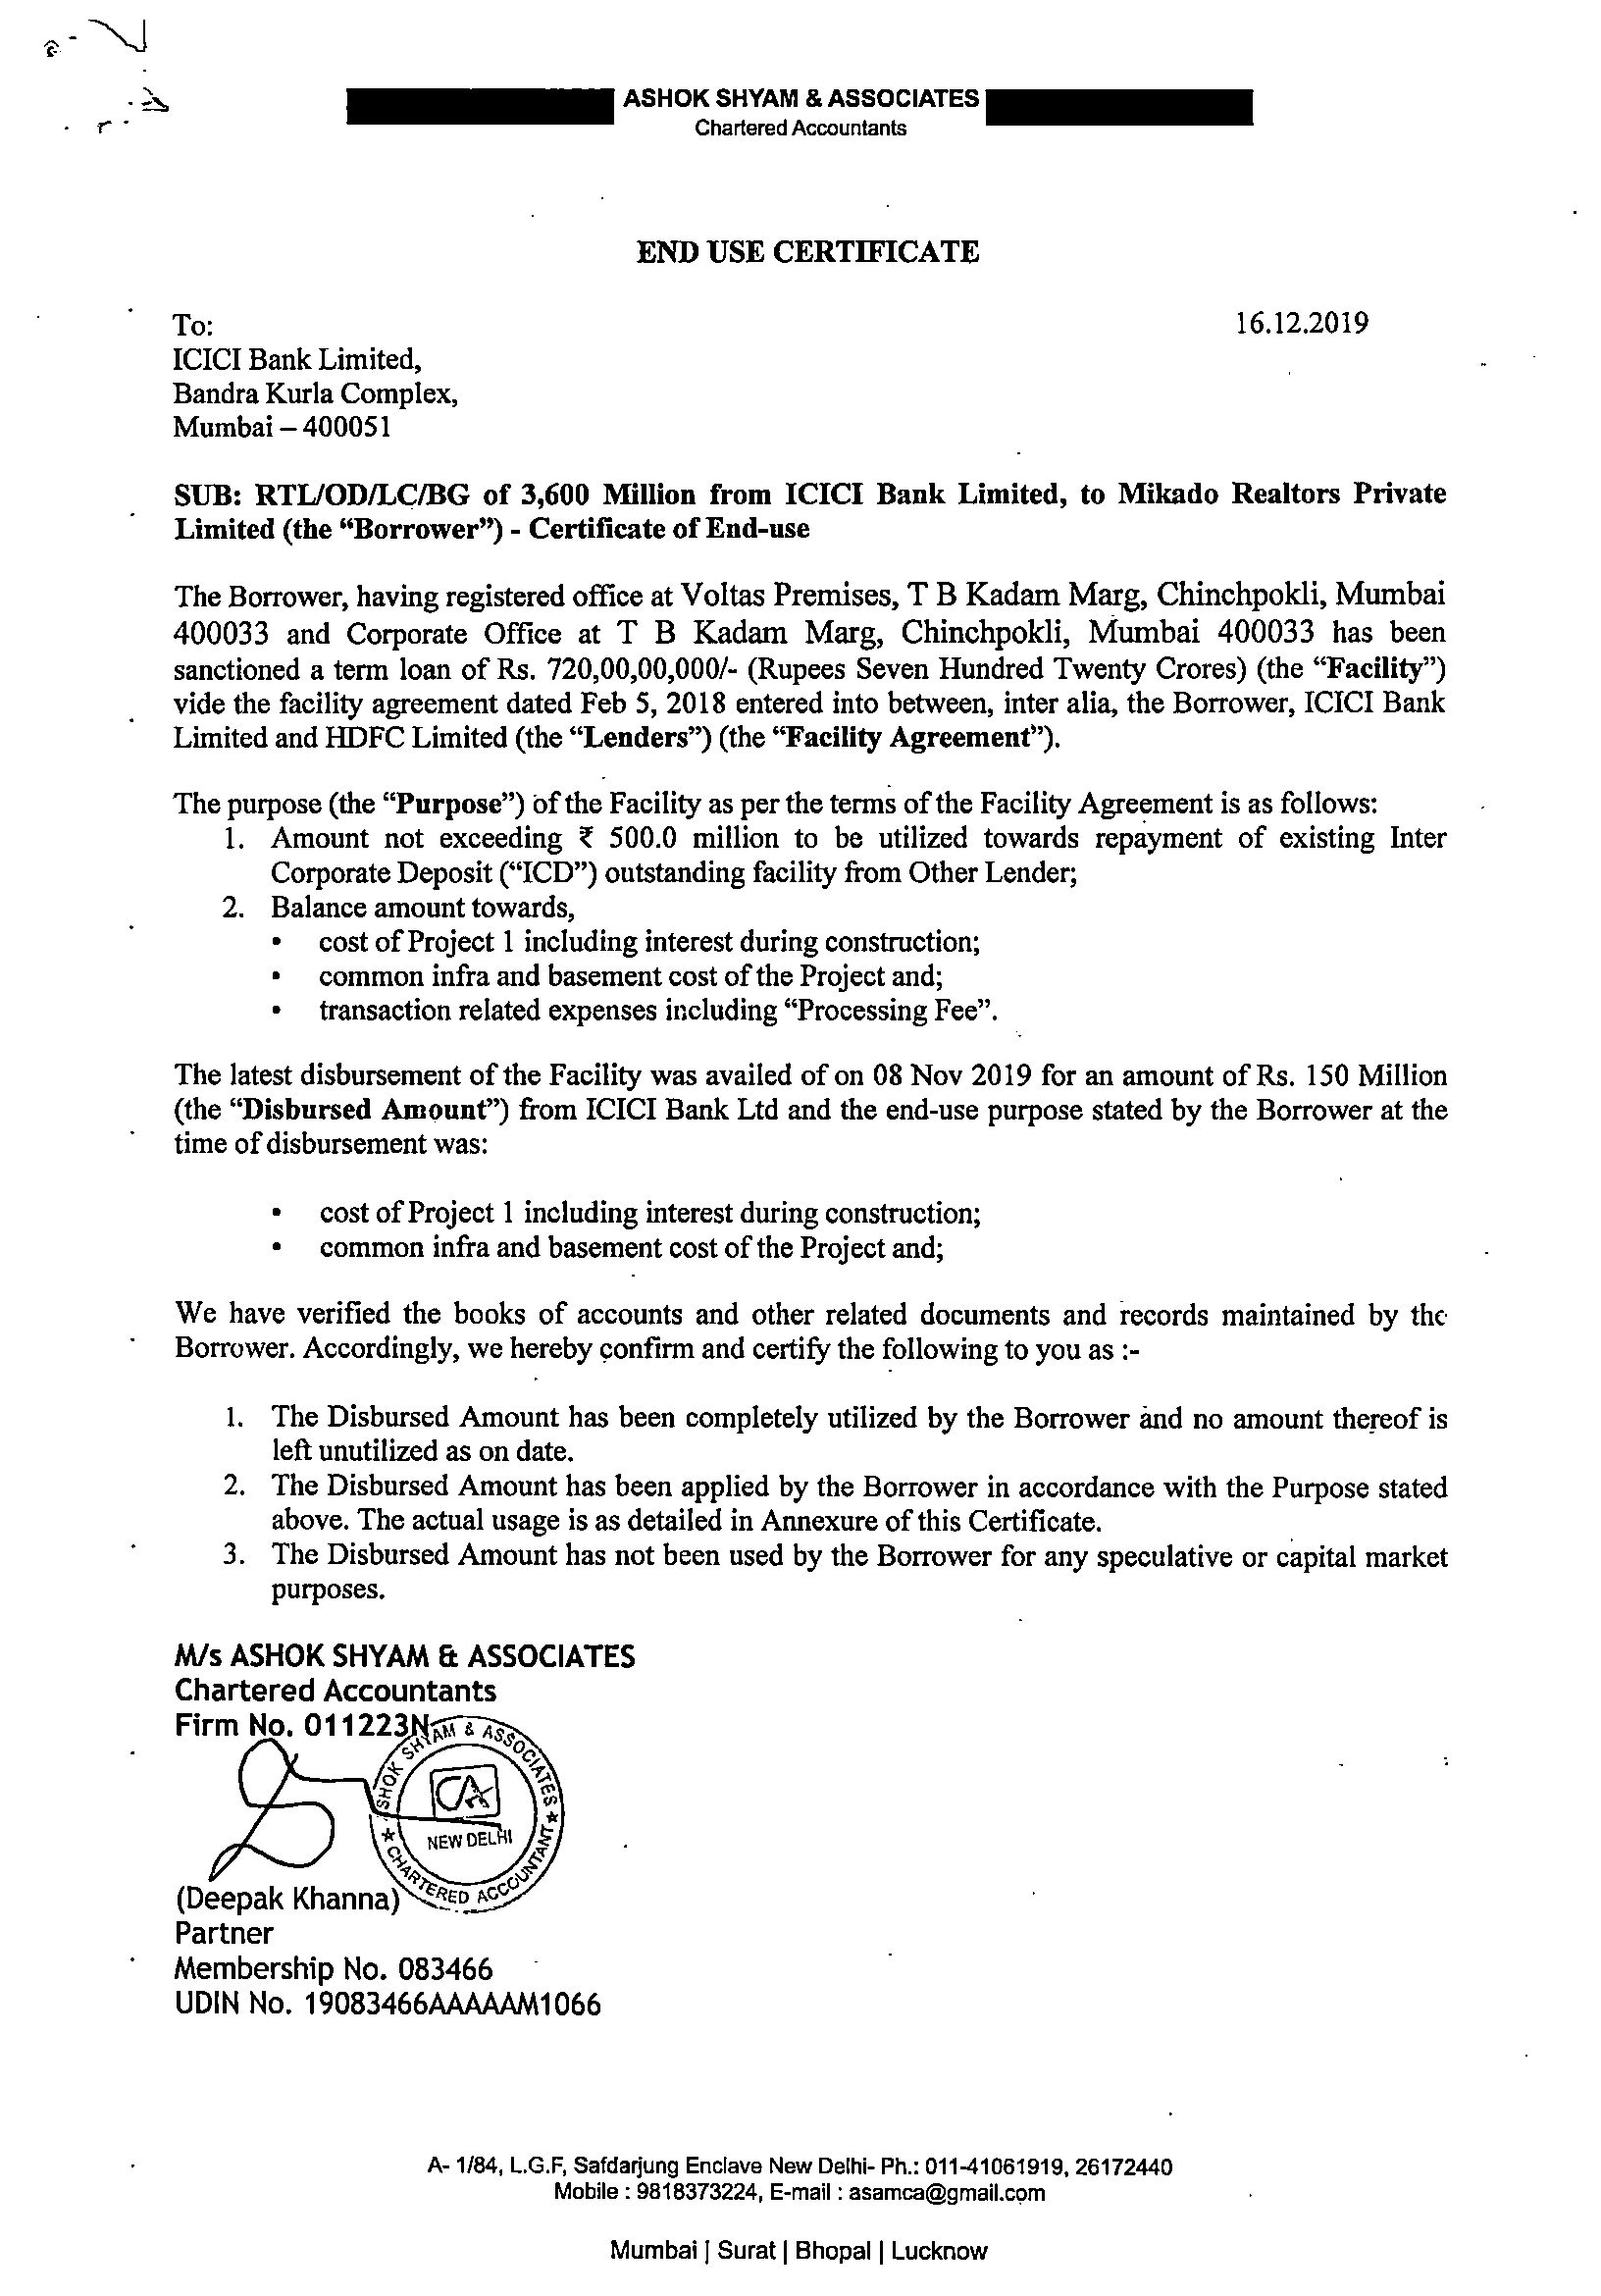 ASHOK SHYAM & ASSOCIATES
Chartered Accountants
END USE CERTIFICATE
To:
16.12.2019
ICICI Bank Limited,
Bandra Kurla Complex,
Mumbai – 400051
SUB: RTL/OD/LC/BG of 3,600 Million from ICICI Bank Limited, to Mikado Realtors Private
Limited (the “Borrower”) - Certificate of End-use
The Borrower, having registered office at Voltas Premises, T B Kadam Marg, Chinchpokli, Mumbai
400033 and Corporate Office at T B Kadam Marg, Chinchpokli, Mumbai 400033 has been
sanctioned a term loan of Rs. 720,00,00,000/- (Rupees Seven Hundred Twenty Crores) (the “Facility”)
vide the facility agreement dated Feb 5, 2018 entered into between, inter alia, the Borrower, ICICI Bank
Limited and HDFC Limited (the “Lenders”) (the “Facility Agreement”).
The purpose (the “Purpose”) of the Facility as per the terms of the Facility Agreement is as follows:
1. Amount not exceeding ₹ 500.0 million to be utilized towards repayment of existing Inter
Corporate Deposit (“ICD”) outstanding facility from Other Lender;
2. Balance amount towards,
• cost of Project 1 including interest during construction;
• common infra and basement cost of the Project and;
• transaction related expenses including “Processing Fee”.
The latest disbursement of the Facility was availed of on 08 Nov 2019 for an amount of Rs. 150 Million
(the “Disbursed Amount”) from ICICI Bank Ltd and the end-use purpose stated by the Borrower at the
time of disbursement was:
• cost of Project 1 including interest during construction;
• common infra and basement cost of the Project and;
We have verified the books of accounts and other related documents and records maintained by the
Borrower. Accordingly, we hereby confirm and certify the following to you as :-
1. The Disbursed Amount has been completely utilized by the Borrower and no amount thereof is
left unutilized as on date.
2. The Disbursed Amount has been applied by the Borrower in accordance with the Purpose stated
above. The actual usage is as detailed in Annexure of this Certificate.
3. The Disbursed Amount has not been used by the Borrower for any speculative or capital market
purposes.
M/s ASHOK SHYAM & ASSOCIATES
Chartered Accountants
Firm No. 011223N
ASHOK SHYAM & ASSOCIATES
CA
NEW DELHI
★ CHARTERED ACCOUNTANT ★
(Deepak Khanna)
Partner
Membership No. 083466
UDIN No. 19083466AAAAAM1066
A- 1/84, L.G.F, Safdarjung Enclave New Delhi- Ph.: 011-41061919, 26172440
Mobile : 9818373224, E-mail : asamca@gmail.com
Mumbai | Surat | Bhopal | Lucknow